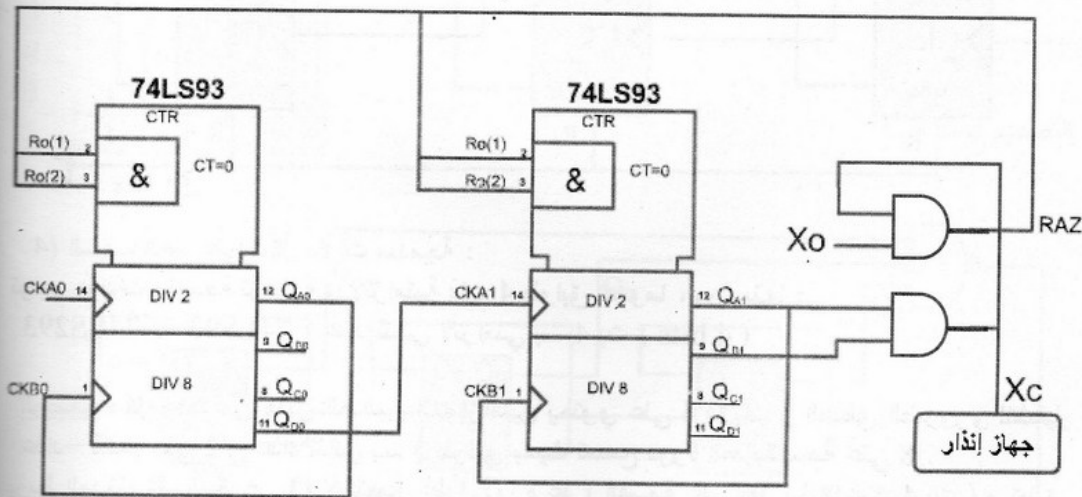 74LS93
CTR
Ro(1) 2
Ro(2) 3
&
CT=0
CKA0 14
DIV 2
12 QA0
9 QB0
CKB0 1
DIV 8
8 QC0
11 QD0
74LS93
CTR
Ro(1) 2
Ro(2) 3
&
CT=0
CKA1 14
DIV 2
12 QA1
9 QB1
CKB1 1
DIV 8
8 QC1
11 QD1
Xo
RAZ
Xc
جهاز إنذار